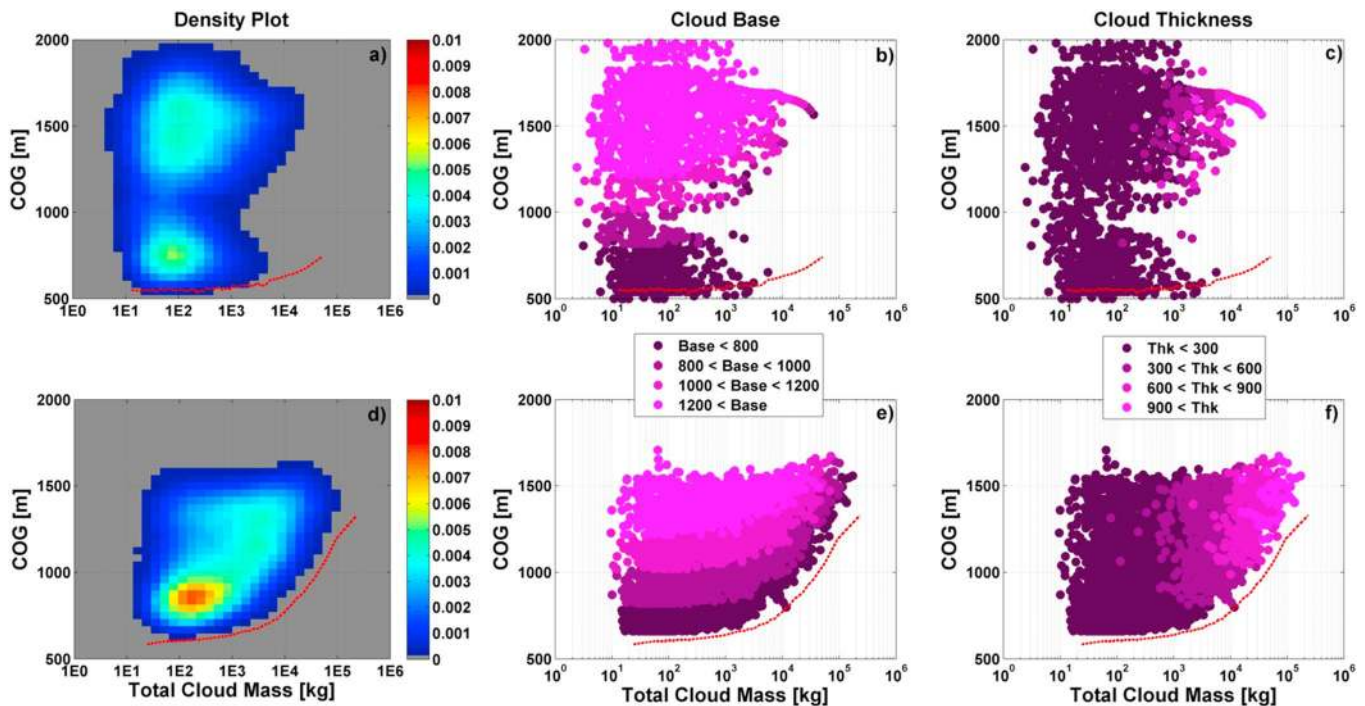 Density Plot
Cloud Base
Cloud Thickness
a)
2000
1500
1000
500
COG [m]
1E0 1E1 1E2 1E3 1E4 1E5 1E6
0.01
0.009
0.008
0.007
0.006
0.005
0.004
0.003
0.002
0.001
0
b)
2000
1500
1000
500
COG [m]
10^0 10^1 10^2 10^3 10^4 10^5 10^6
c)
2000
1500
1000
500
COG [m]
10^0 10^1 10^2 10^3 10^4 10^5 10^6
Base < 800
800 < Base < 1000
1000 < Base < 1200
1200 < Base
Thk < 300
300 < Thk < 600
600 < Thk < 900
900 < Thk
d)
2000
1500
1000
500
COG [m]
1E0 1E1 1E2 1E3 1E4 1E5 1E6
Total Cloud Mass [kg]
0.01
0.009
0.008
0.007
0.006
0.005
0.004
0.003
0.002
0.001
0
e)
2000
1500
1000
500
COG [m]
10^0 10^1 10^2 10^3 10^4 10^5 10^6
Total Cloud Mass [kg]
f)
2000
1500
1000
500
COG [m]
10^0 10^1 10^2 10^3 10^4 10^5 10^6
Total Cloud Mass [kg]